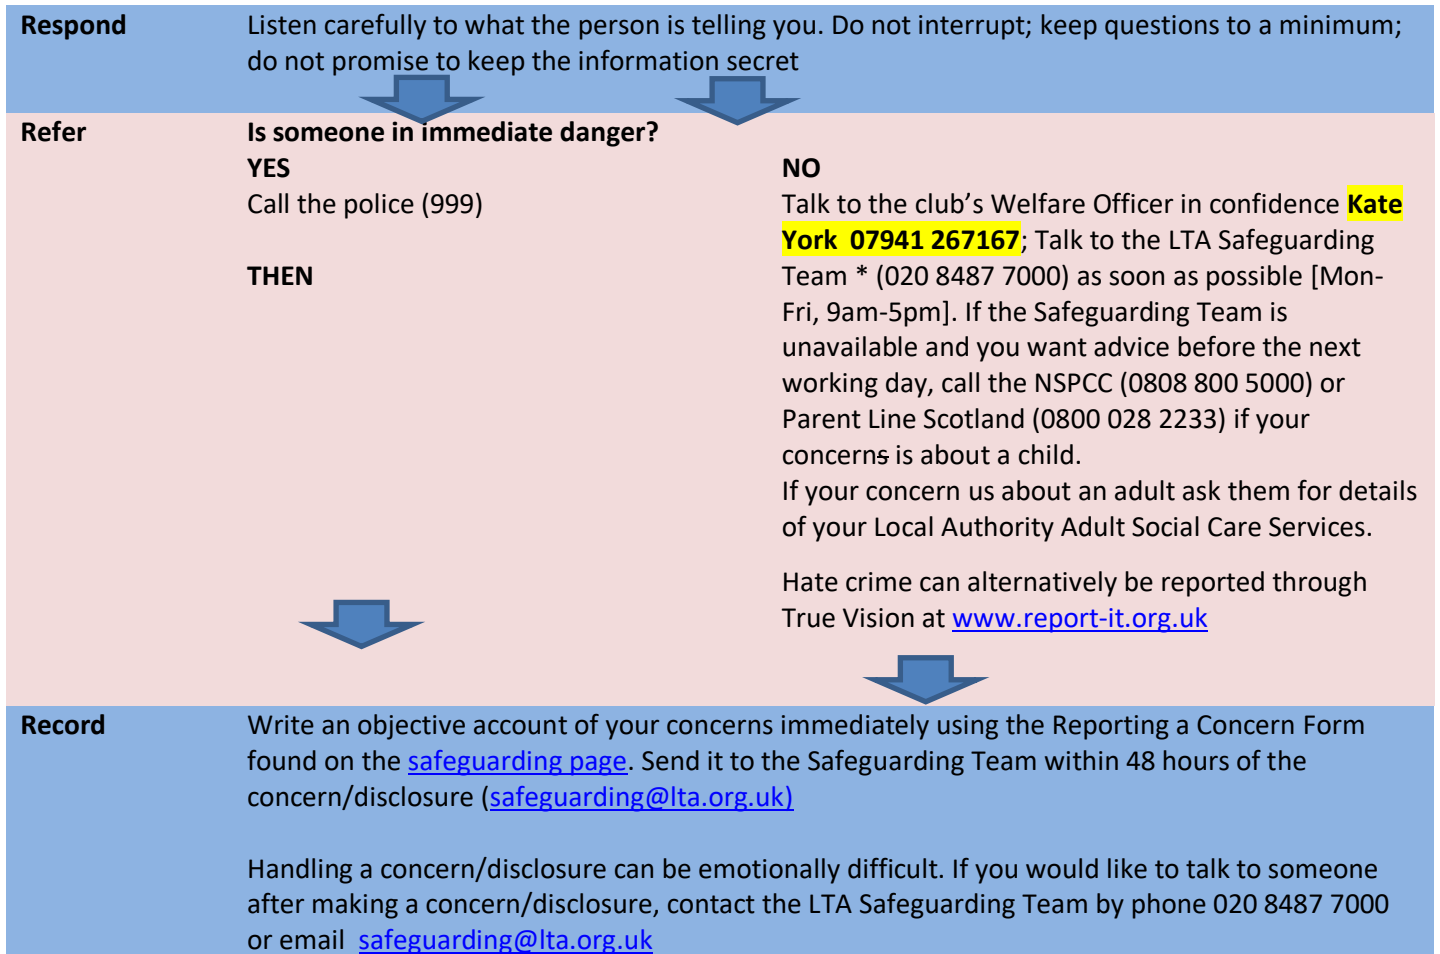 Respond
Listen carefully to what the person is telling you. Do not interrupt; keep questions to a minimum;
do not promise to keep the information secret
Refer
Is someone in immediate danger?
YES
Call the police (999)
THEN
NO
Talk to the club’s Welfare Officer in confidence Kate
York  07941 267167; Talk to the LTA Safeguarding
Team * (020 8487 7000) as soon as possible [Mon-
Fri, 9am-5pm]. If the Safeguarding Team is
unavailable and you want advice before the next
working day, call the NSPCC (0808 800 5000) or
Parent Line Scotland (0800 028 2233) if your
concerns is about a child.
If your concern us about an adult ask them for details
of your Local Authority Adult Social Care Services.
Hate crime can alternatively be reported through
True Vision at www.report-it.org.uk
Record
Write an objective account of your concerns immediately using the Reporting a Concern Form
found on the safeguarding page. Send it to the Safeguarding Team within 48 hours of the
concern/disclosure (safeguarding@lta.org.uk)
Handling a concern/disclosure can be emotionally difficult. If you would like to talk to someone
after making a concern/disclosure, contact the LTA Safeguarding Team by phone 020 8487 7000
or email  safeguarding@lta.org.uk